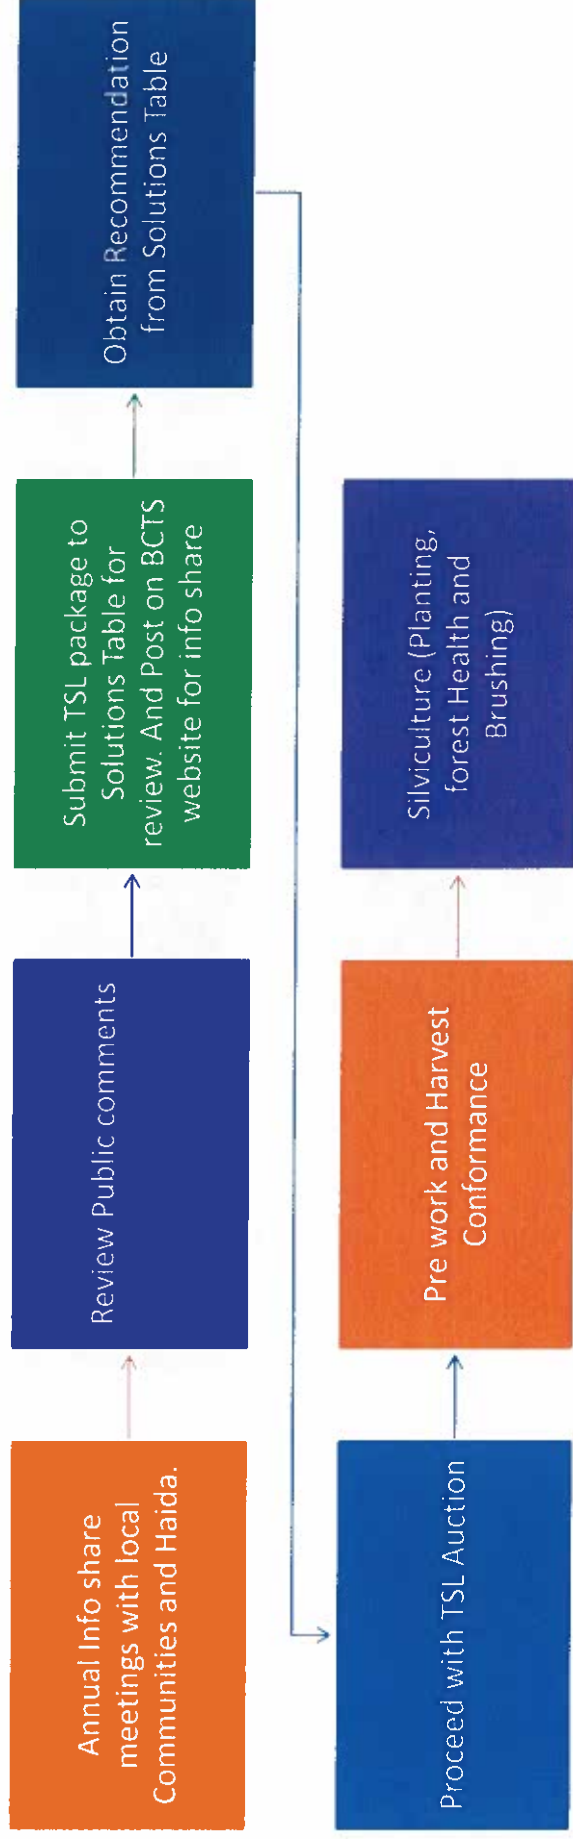 Annual Info share
meetings with local
Communities and Haida.
Review Public comments
Submit TSL package to
Solutions Table for
review. And Post on BCTS
website for info share
Obtain Recommendation
from Solutions Table
Proceed with TSL Auction
Pre work and Harvest
Conformance
Silviculture (Planting,
forest Health and
Brushing)